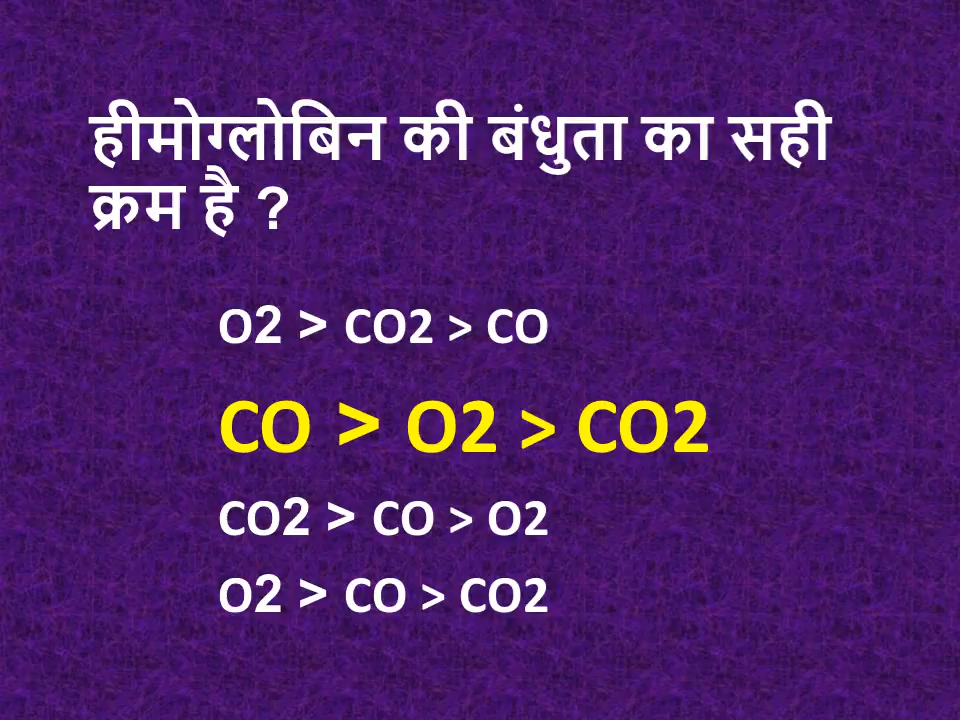 हीमोग्लोबिन की बंधुता का सही
क्रम है ?
O2 > CO2 > CO
CO > O2 > CO2
CO2 > CO > O2
O2 > CO > CO2